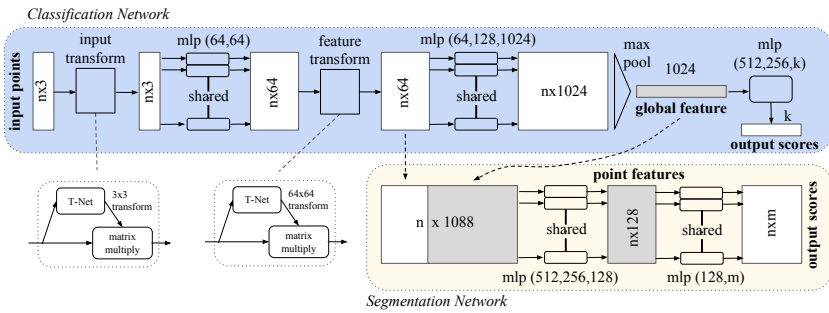 Classification Network
input points
nx3
input
transform
nx3
mlp (64,64)
shared
nx64
feature
transform
nx64
mlp (64,128,1024)
shared
nx1024
max
pool
1024
global feature
mlp
(512,256,k)
k
output scores
T-Net
3x3
transform
matrix
multiply
T-Net
64x64
transform
matrix
multiply
n x 1088
shared
mlp (512,256,128)
point features
nx128
shared
mlp (128,m)
nxm
output scores
Segmentation Network